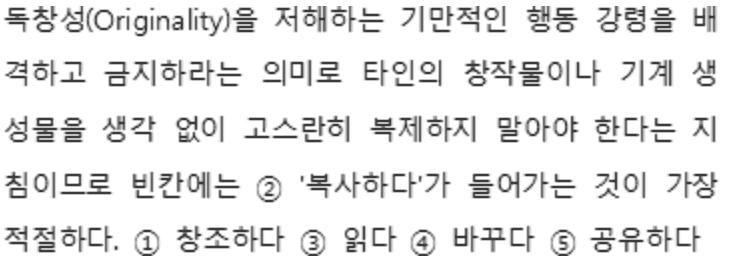 독창성(Originality)을 저해하는 기만적인 행동 강령을 배
격하고 금지하라는 의미로 타인의 창작물이나 기계 생
성물을 생각 없이 고스란히 복제하지 말아야 한다는 지
침이므로 빈칸에는 ② '복사하다'가 들어가는 것이 가장
적절하다. ① 창조하다 ③ 읽다 ④ 바꾸다 ⑤ 공유하다